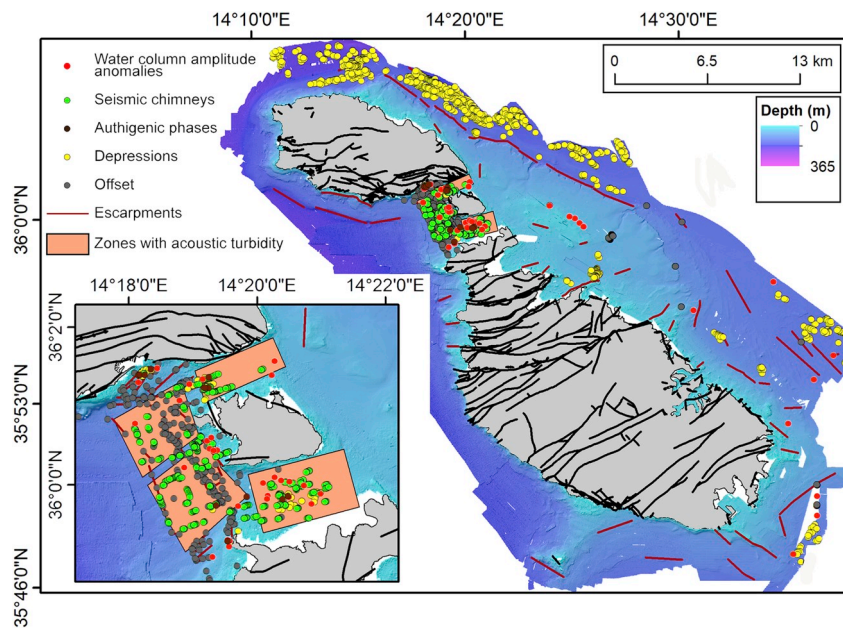 14°10'0"E 14°20'0"E 14°30'0"E
Water column amplitude
anomalies
Seismic chimneys
Authigenic phases
Depressions
Offset
Escarpments
Zones with acoustic turbidity
0 6.5 13 km
Depth (m)
0
365
36°0'0"N
35°53'0"N
35°46'0"N
14°18'0"E 14°20'0"E 14°22'0"E
36°2'0"N
36°0'0"N